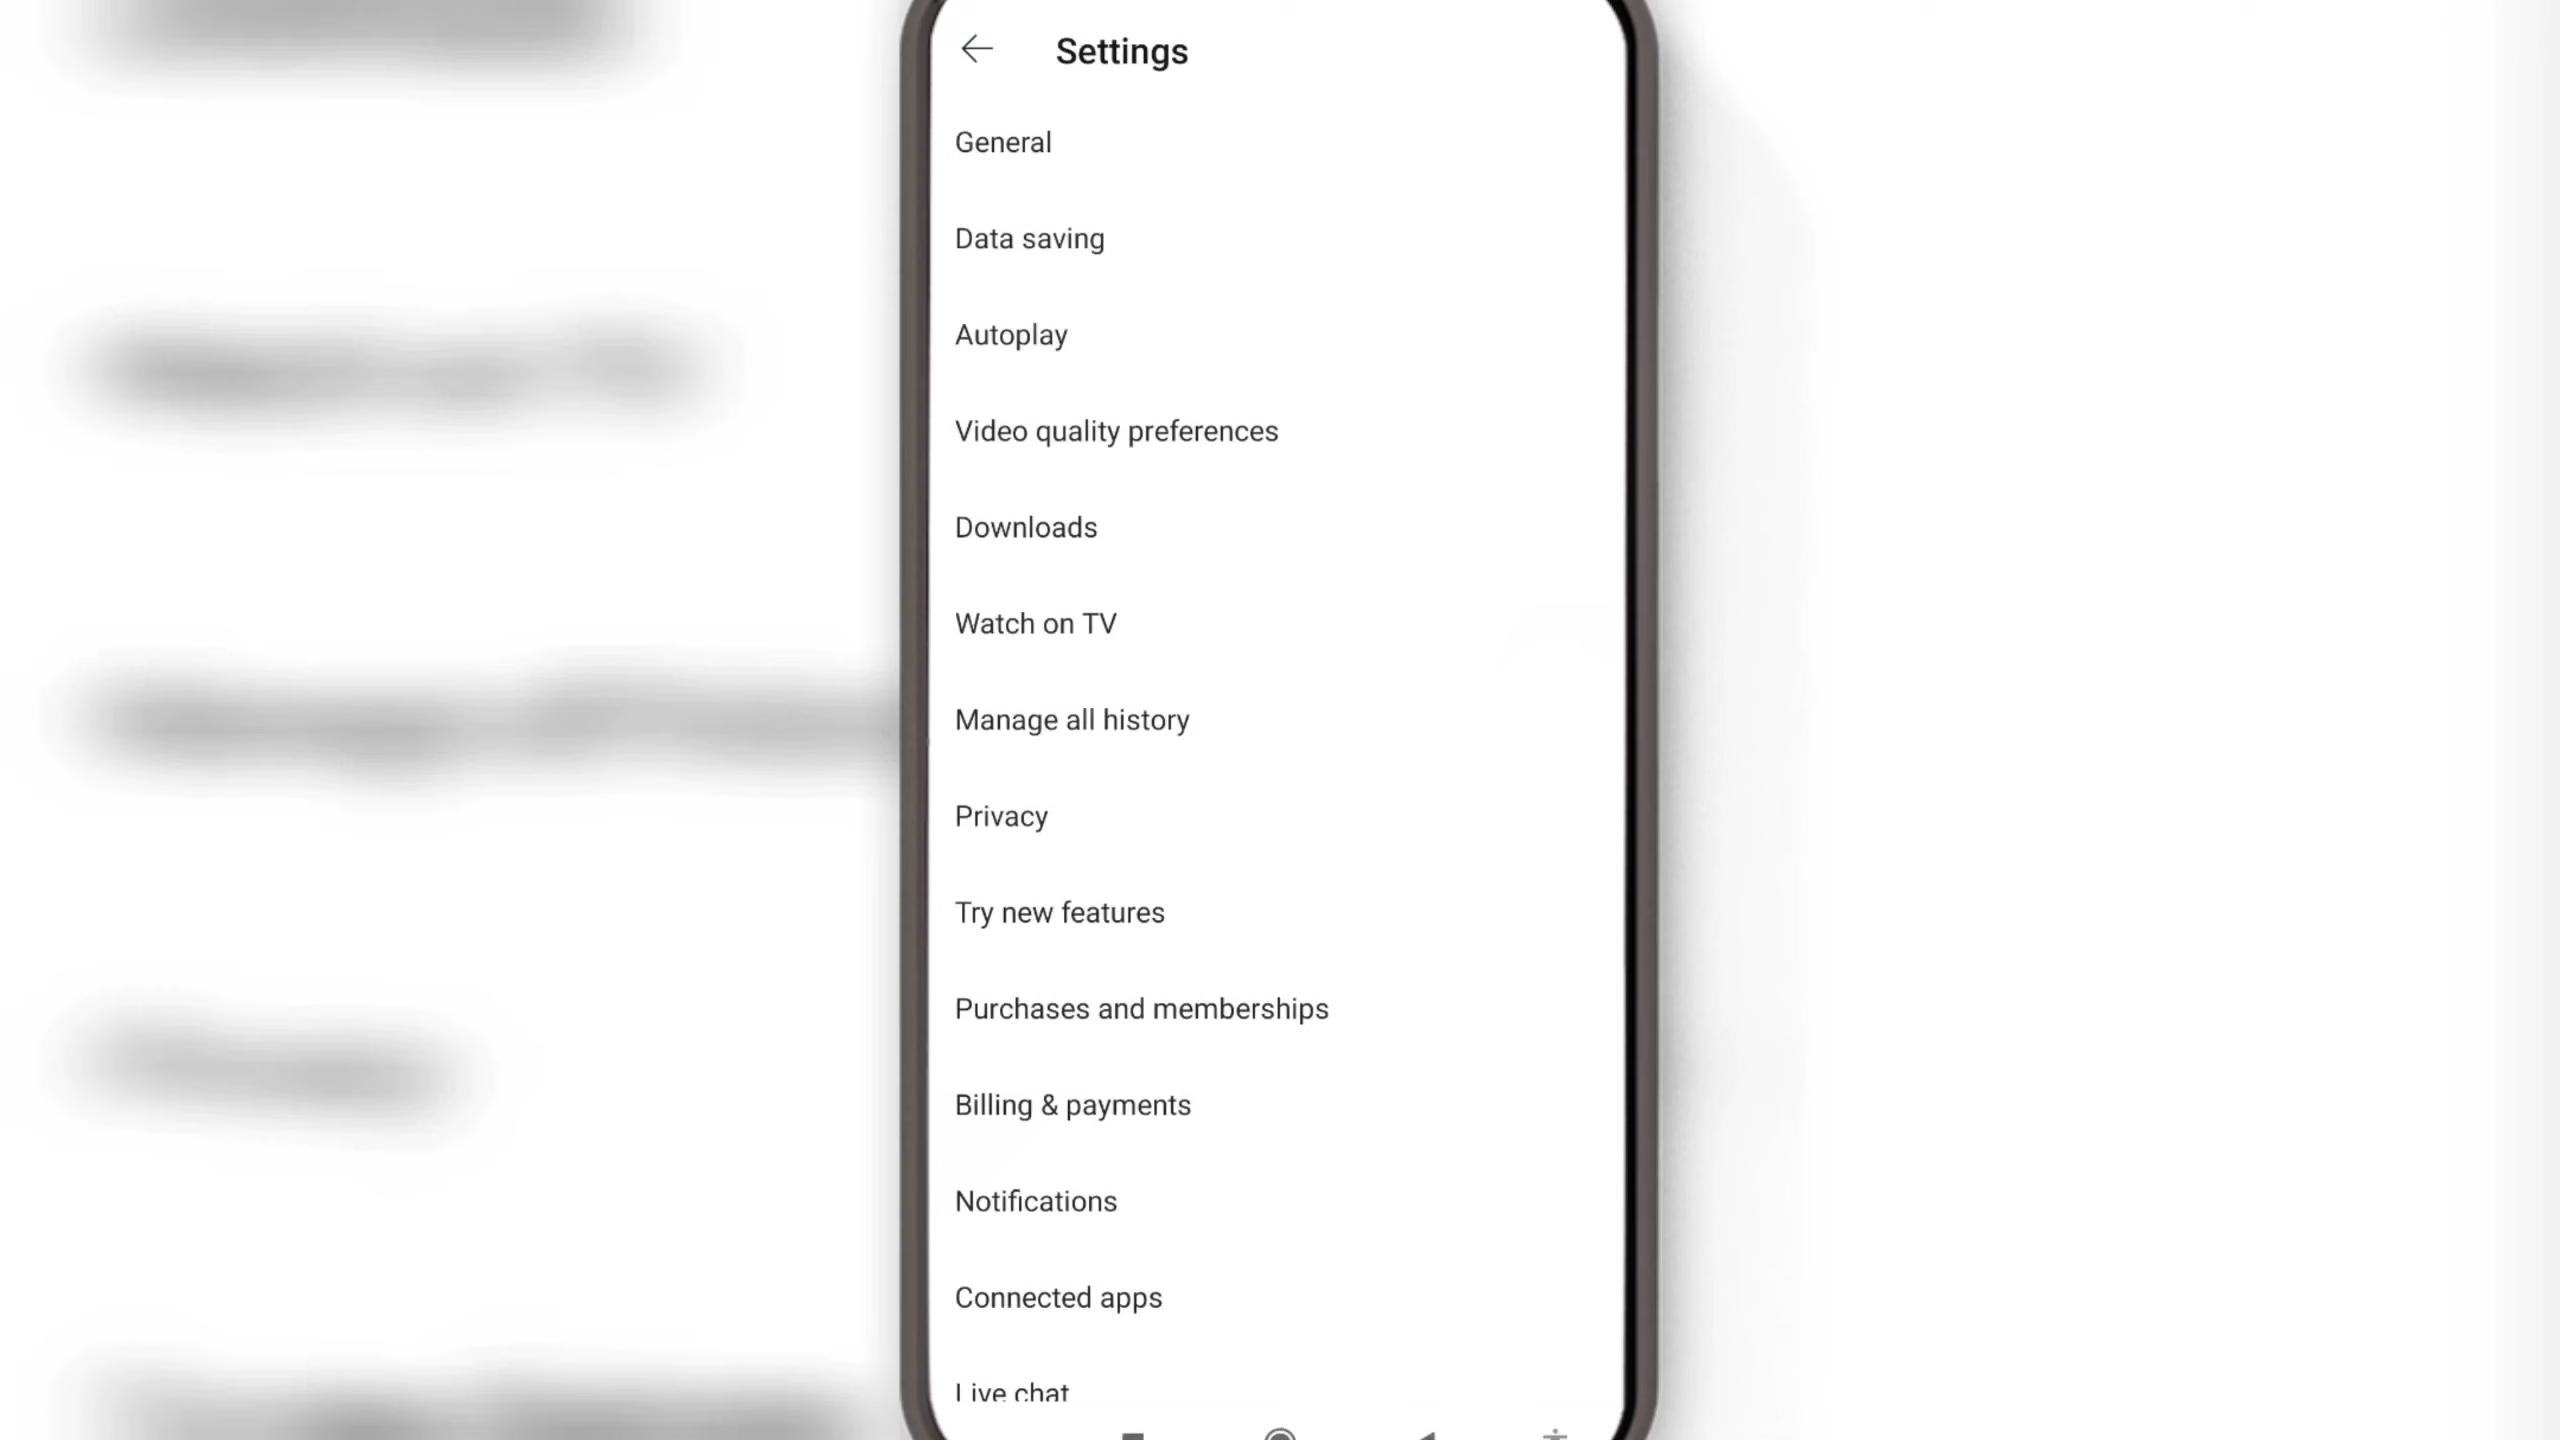 Settings
General
Data saving
Autoplay
Video quality preferences
Downloads
Watch on TV
Manage all history
Privacy
Try new features
Purchases and memberships
Billing & payments
Notifications
Connected apps
Live chat